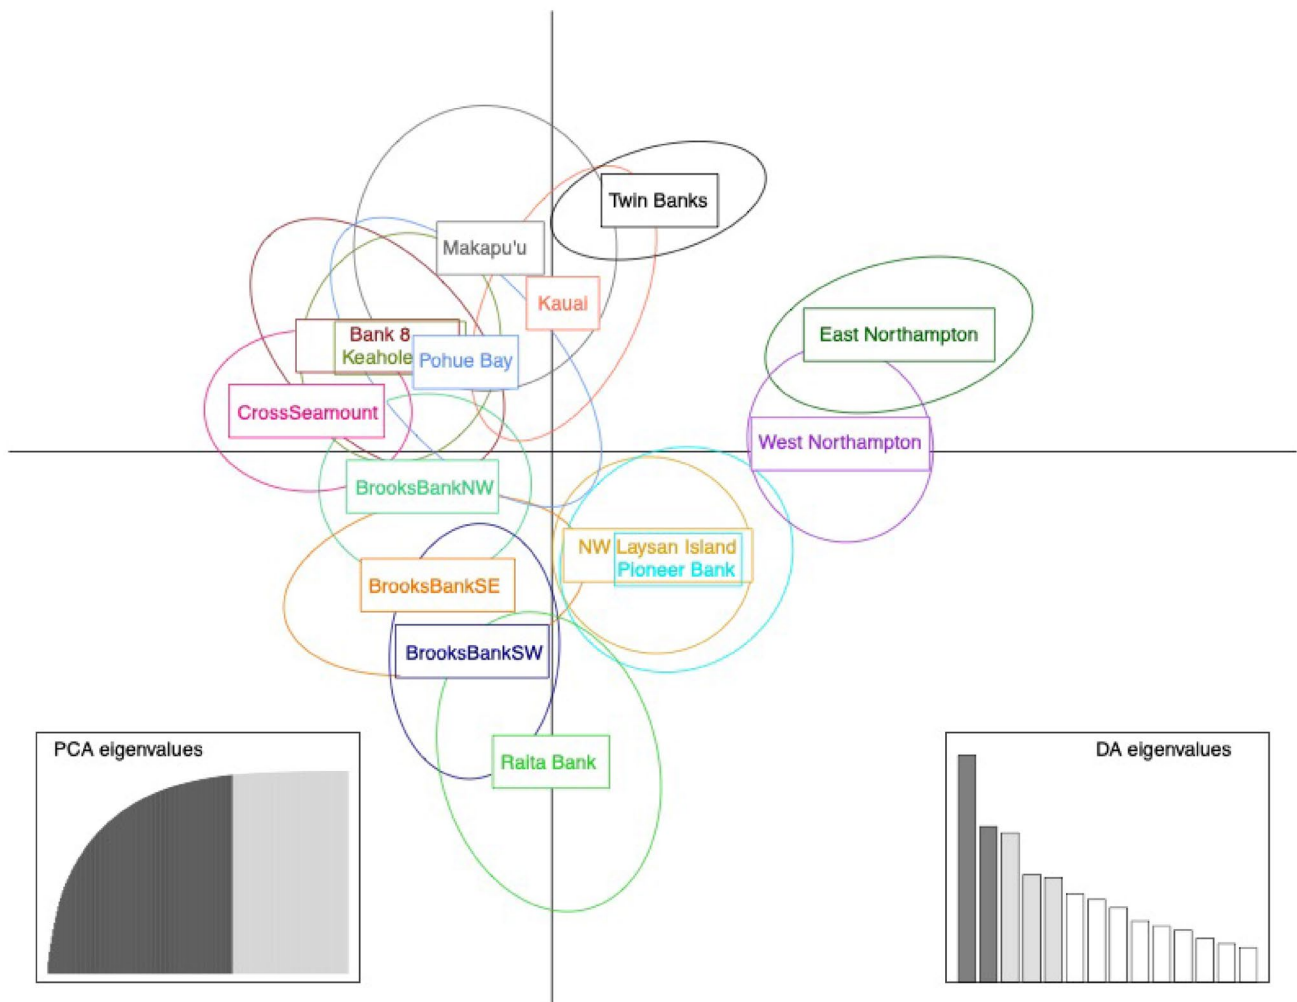 Twin Banks
Makapu'u
Kauai
Bank 8
East Northampton
Keahole
Pohue Bay
CrossSeamount
West Northampton
BrooksBankNW
NW Laysan Island
Pioneer Bank
BrooksBankSE
BrooksBankSW
Raita Bank
PCA eigenvalues
DA eigenvalues